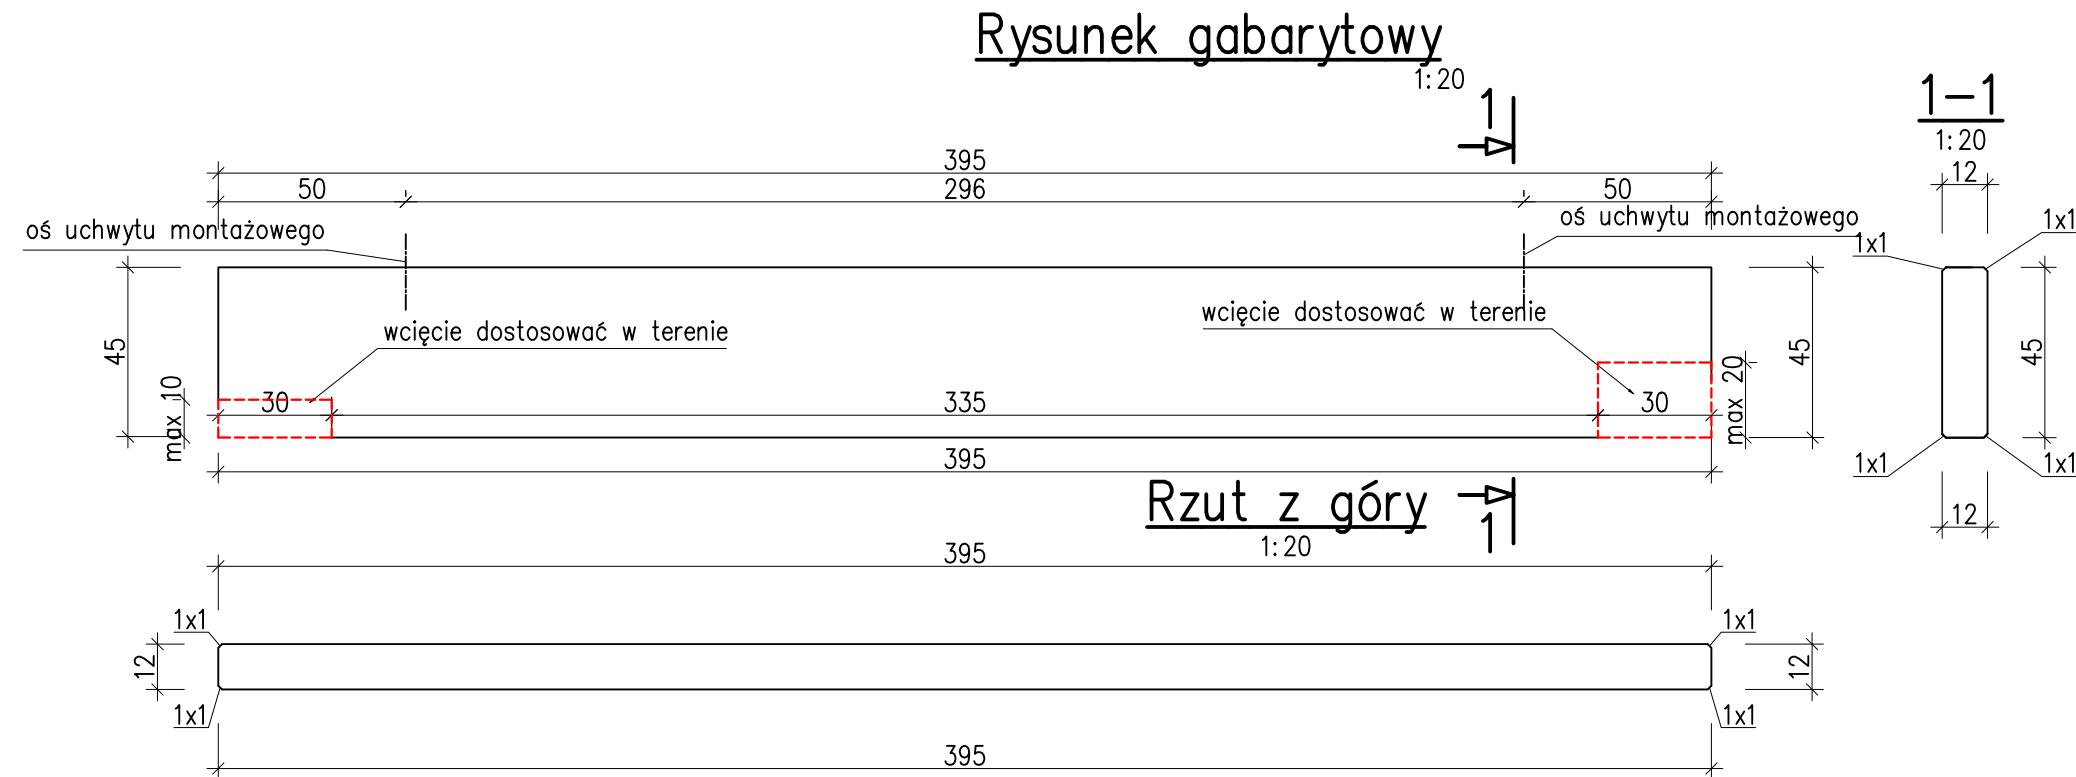 Rysunek gabarytowy
1:20
1
1-1
1:20
395
12
50
296
50
oś uchwytu montażowego
oś uchwytu montażowego
1x1
1x1
wcięcie dostosować w terenie
wcięcie dostosować w terenie
45
45
45
max 10
30
335
30
max 20
395
1x1
1x1
Rzut z góry
1:20
1
12
395
1x1
1x1
12
12
1x1
1x1
395